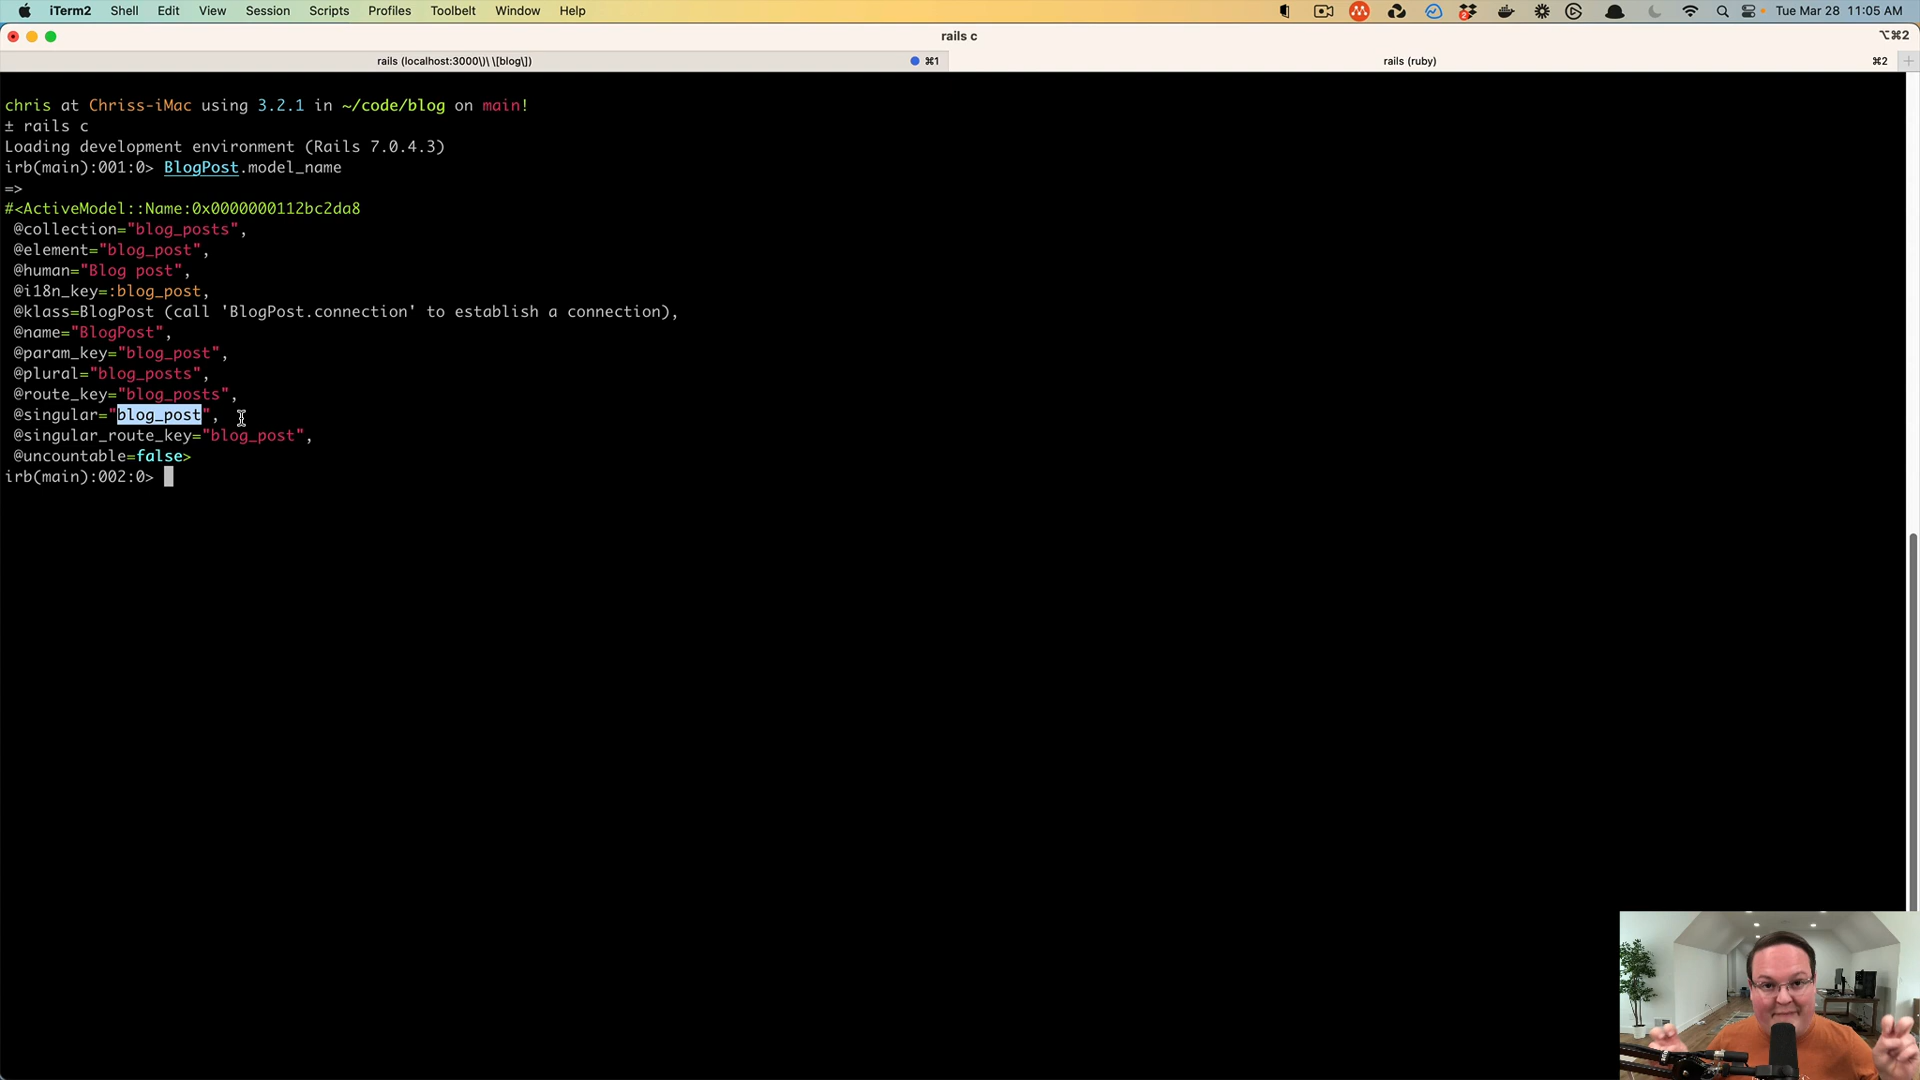 iTerm2 Shell Edit View Session Scripts Profiles Toolbelt Window Help Tue Mar 28 11:05 AM
rails c ⌥⌘2
rails (localhost:3000\)\ \[blog\]) ⌘1 rails (ruby) ⌘2
chris at Chriss-iMac using 3.2.1 in ~/code/blog on main!
± rails c
Loading development environment (Rails 7.0.4.3)
irb(main):001:0> BlogPost.model_name
=>
#<ActiveModel::Name:0x0000000112bc2da8
@collection="blog_posts",
@element="blog_post",
@human="Blog post",
@i18n_key=:blog_post,
@klass=BlogPost (call 'BlogPost.connection' to establish a connection),
@name="BlogPost",
@param_key="blog_post",
@plural="blog_posts",
@route_key="blog_posts",
@singular="blog_post",
@singular_route_key="blog_post",
@uncountable=false>
irb(main):002:0>